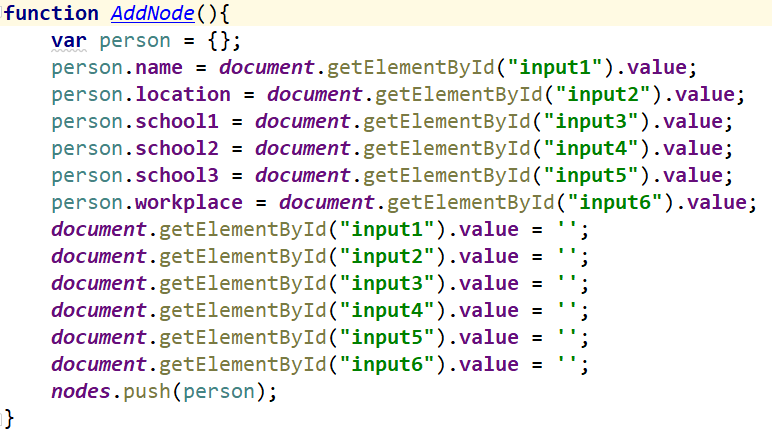 function AddNode(){
    var person = {};
    person.name = document.getElementById("input1").value;
    person.location = document.getElementById("input2").value;
    person.school1 = document.getElementById("input3").value;
    person.school2 = document.getElementById("input4").value;
    person.school3 = document.getElementById("input5").value;
    person.workplace = document.getElementById("input6").value;
    document.getElementById("input1").value = '';
    document.getElementById("input2").value = '';
    document.getElementById("input3").value = '';
    document.getElementById("input4").value = '';
    document.getElementById("input5").value = '';
    document.getElementById("input6").value = '';
    nodes.push(person);
}